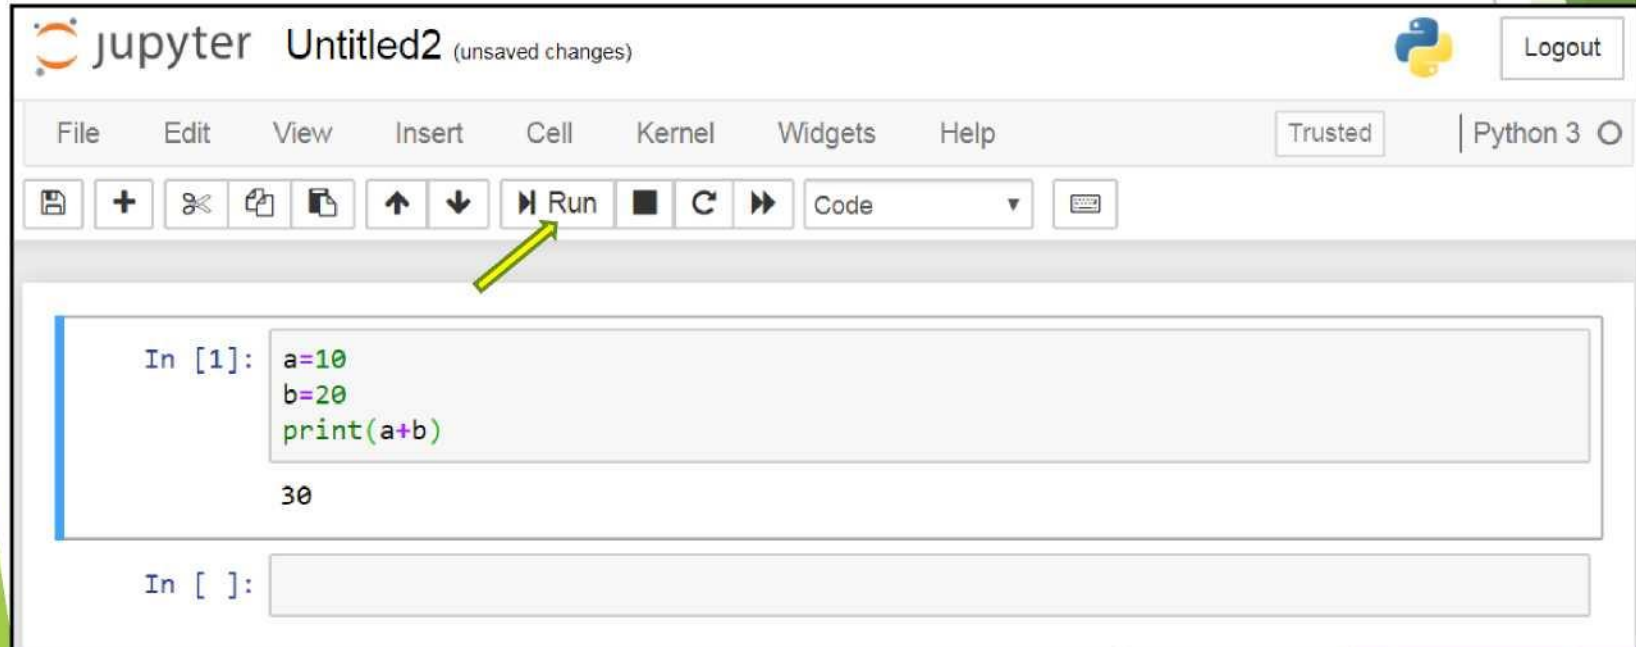 jupyter Untitled2 (unsaved changes) Logout
File Edit View Insert Cell Kernel Widgets Help Trusted Python 3
Run Code
In [1]: a=10
b=20
print(a+b)
30
In [ ]: